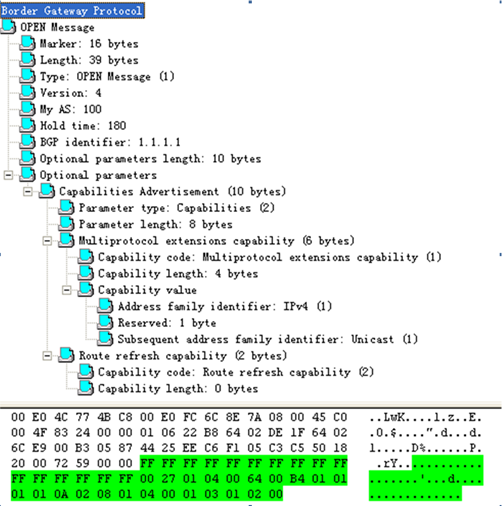 Border Gateway Protocol
OPEN Message
Marker: 16 bytes
Length: 39 bytes
Type: OPEN Message (1)
Version: 4
My AS: 100
Hold time: 180
BGP identifier: 1.1.1.1
Optional parameters length: 10 bytes
Optional parameters
Capabilities Advertisement (10 bytes)
Parameter type: Capabilities (2)
Parameter length: 8 bytes
Multiprotocol extensions capability (6 bytes)
Capability code: Multiprotocol extensions capability (1)
Capability length: 4 bytes
Capability value
Address family identifier: IPv4 (1)
Reserved: 1 byte
Subsequent address family identifier: Unicast (1)
Route refresh capability (2 bytes)
Capability code: Route refresh capability (2)
Capability length: 0 bytes
00 E0 4C 77 4B C8 00 E0 FC 6C 8E 7A 08 00 45 C0 ..LwK....l.z..E.
00 4F 83 24 00 00 01 06 22 B8 64 02 DE 1F 64 02 .O.$....".d...d.
6C E9 00 B3 05 87 44 25 EE C6 F1 05 C3 C5 50 18 l.....D%......P.
20 00 72 59 00 00 FF FF FF FF FF FF FF FF FF FF .rY...........
FF FF FF FF FF FF 00 27 01 04 00 64 00 B4 01 01 .......'...d....
01 01 0A 02 08 01 04 00 01 03 01 02 00 .............